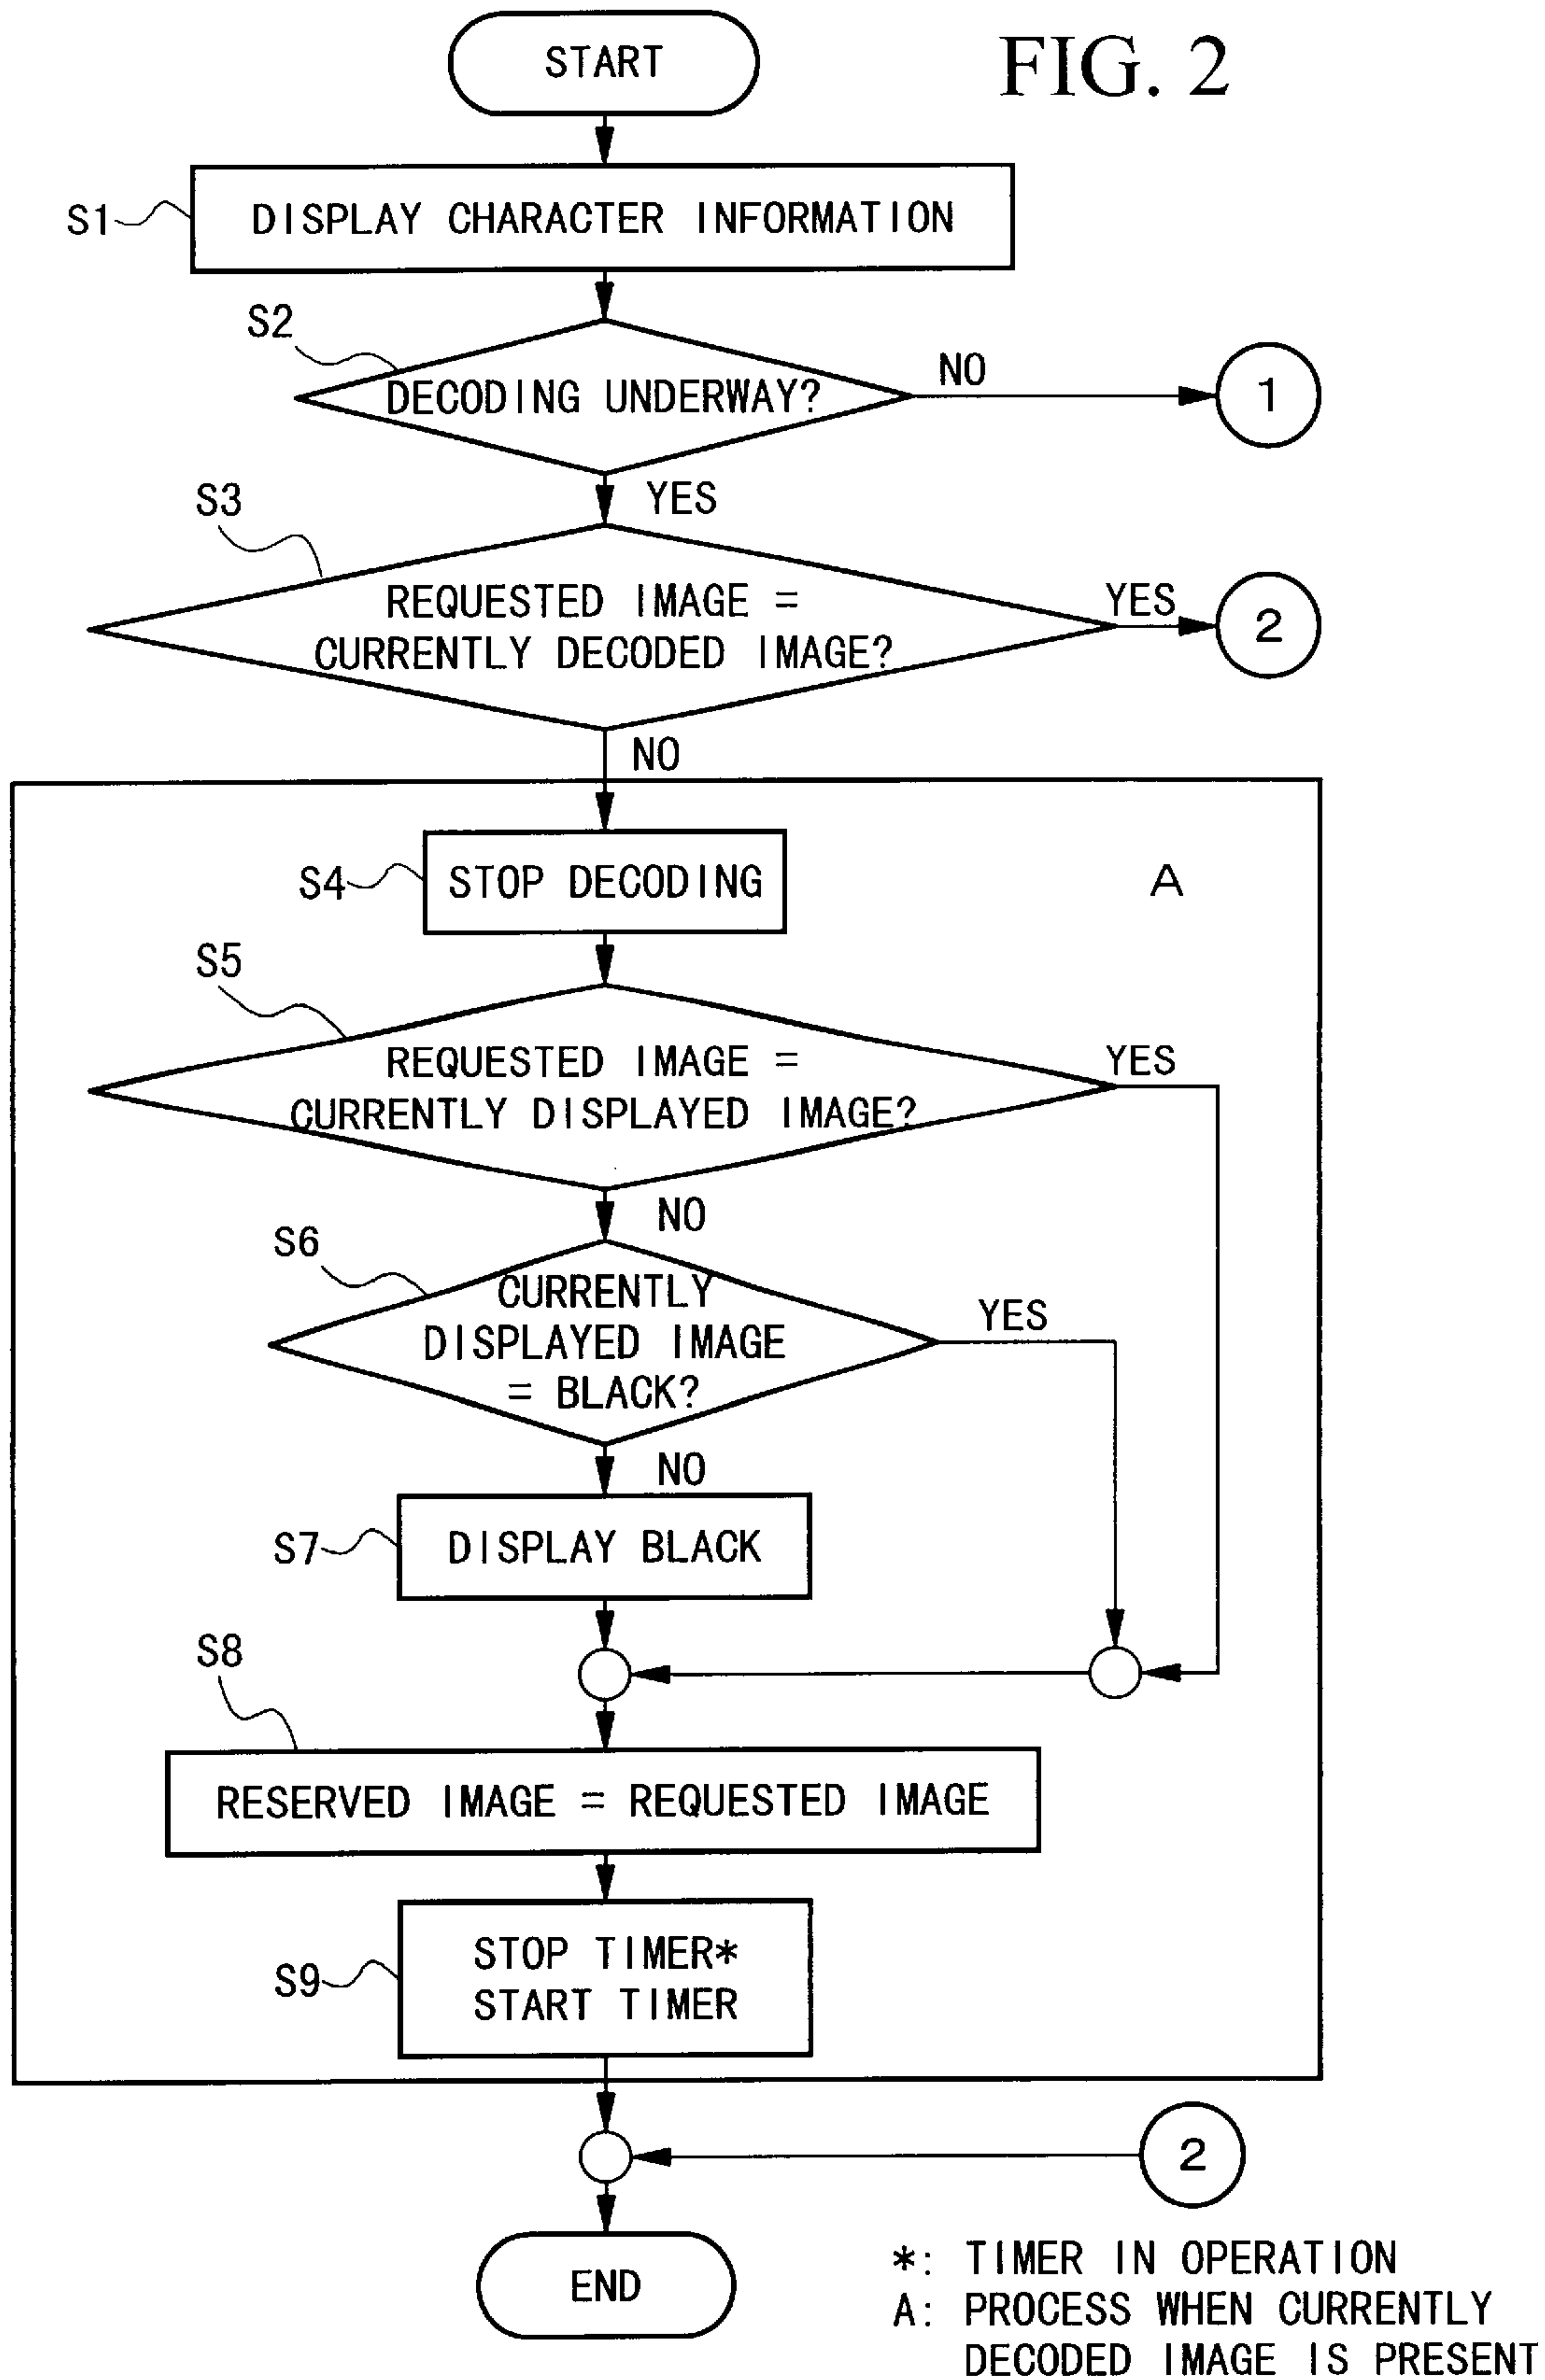 START
FIG. 2
S1
DISPLAY CHARACTER INFORMATION
S2
DECODING UNDERWAY?
NO
1
YES
S3
REQUESTED IMAGE =
CURRENTLY DECODED IMAGE?
YES
2
NO
A
S4
STOP DECODING
S5
REQUESTED IMAGE =
CURRENTLY DISPLAYED IMAGE?
YES
NO
S6
CURRENTLY
DISPLAYED IMAGE
= BLACK?
YES
NO
S7
DISPLAY BLACK
S8
RESERVED IMAGE = REQUESTED IMAGE
S9
STOP TIMER*
START TIMER
2
END
*: TIMER IN OPERATION
A: PROCESS WHEN CURRENTLY
DECODED IMAGE IS PRESENT